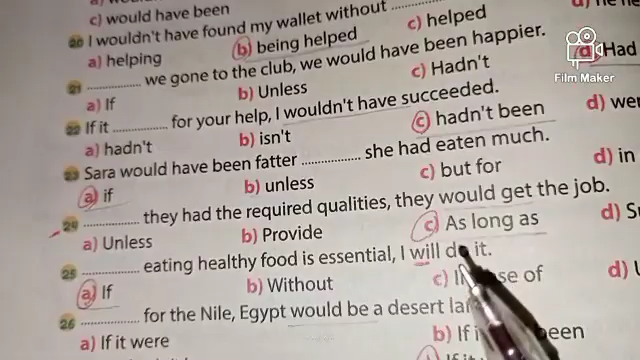 c) would have been
20 I wouldn't have found my wallet without ............
a) helping b) being helped c) helped
21 ............ we gone to the club, we would have been happier.
a) If b) Unless c) Hadn't d) Had
22 If it ............ for your help, I wouldn't have succeeded.
a) hadn't b) isn't c) hadn't been d)
23 Sara would have been fatter ............ she had eaten much.
a) if b) unless c) but for d) in
24 ............ they had the required qualities, they would get the job.
a) Unless b) Provide c) As long as d)
25 ............ eating healthy food is essential, I will do it.
a) If b) Without c) of d)
26 ............ for the Nile, Egypt would be a desert
a) If it were b) If been
Film Maker